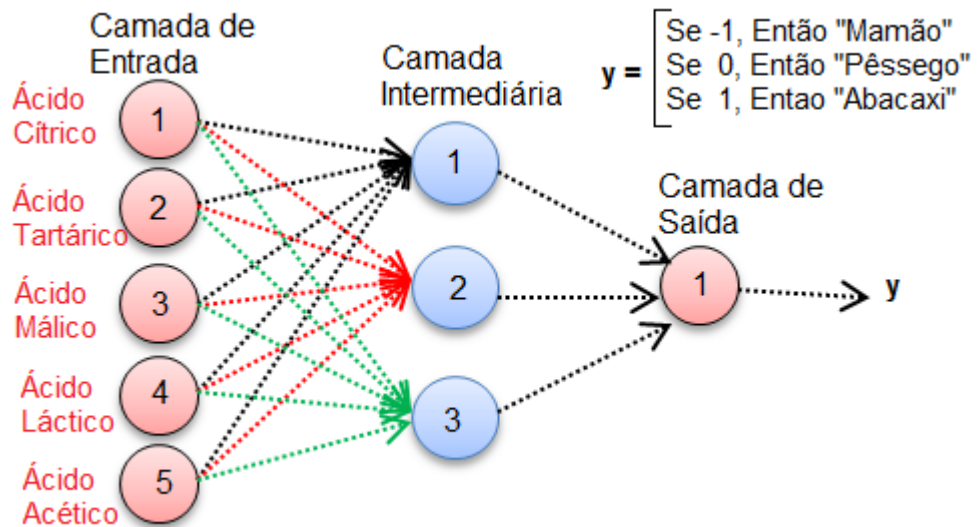 Camada de
Entrada
Ácido
Cítrico
1
Ácido
Tartárico
2
Ácido
Málico
3
Ácido
Láctico
4
Ácido
Acético
5
Camada
Intermediária
1
2
3
y =
Se -1, Então "Mamão"
Se 0, Então "Pêssego"
Se 1, Entao "Abacaxi"
Camada de
Saída
1
y